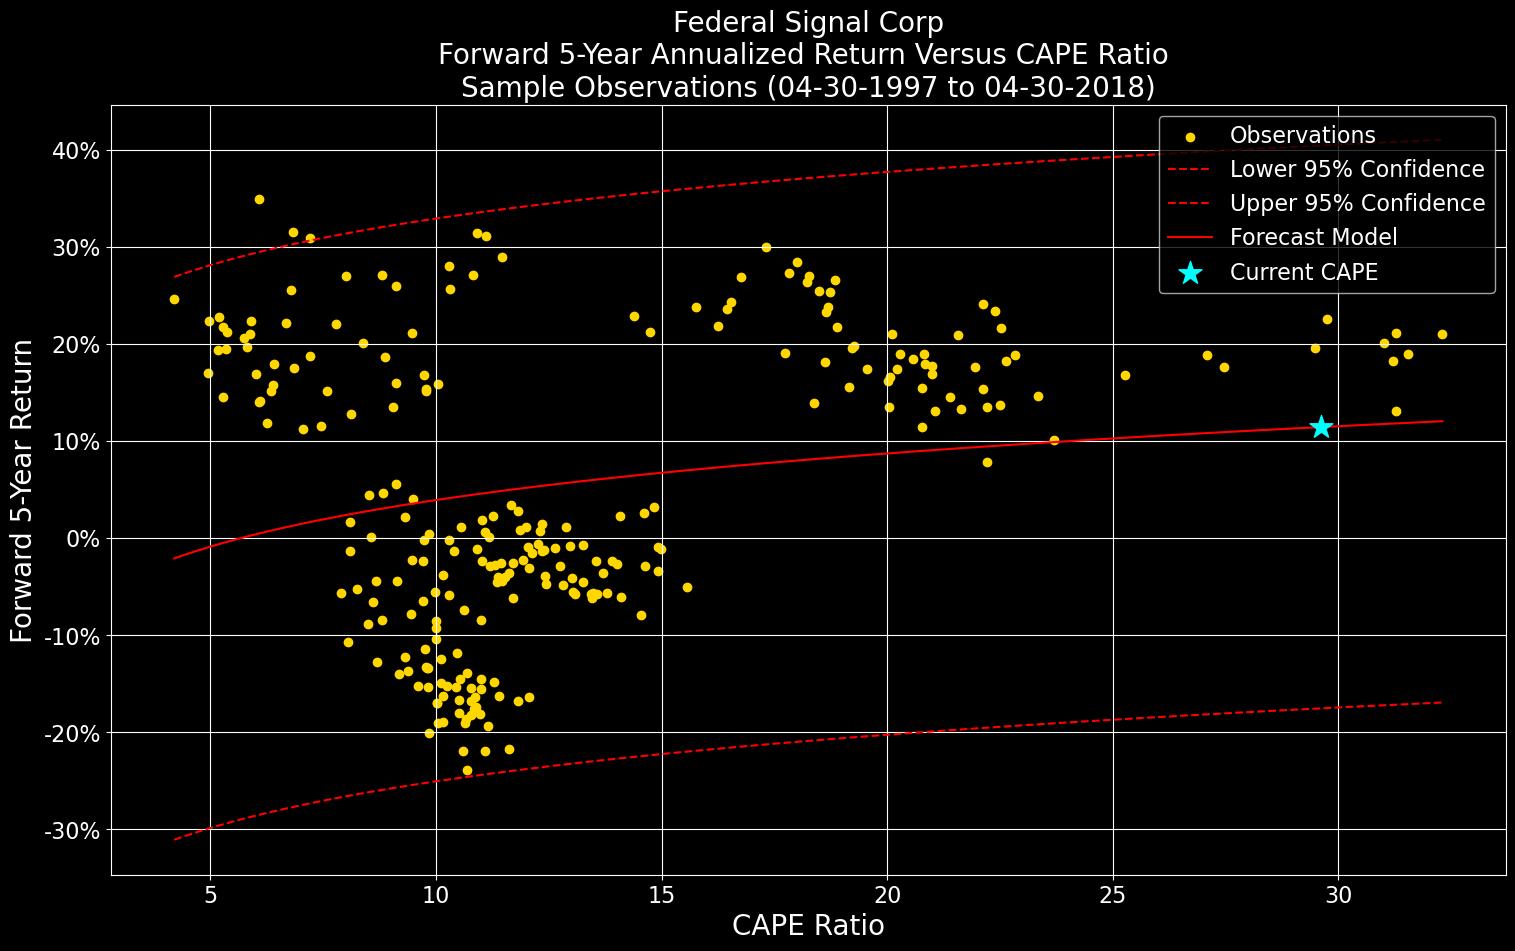 Federal Signal Corp
Forward 5-Year Annualized Return Versus CAPE Ratio
Sample Observations (04-30-1997 to 04-30-2018)
Observations
Lower 95% Confidence
Upper 95% Confidence
Forecast Model
Current CAPE
Forward 5-Year Return
40%
30%
20%
10%
0%
-10%
-20%
-30%
5 10 15 20 25 30
CAPE Ratio